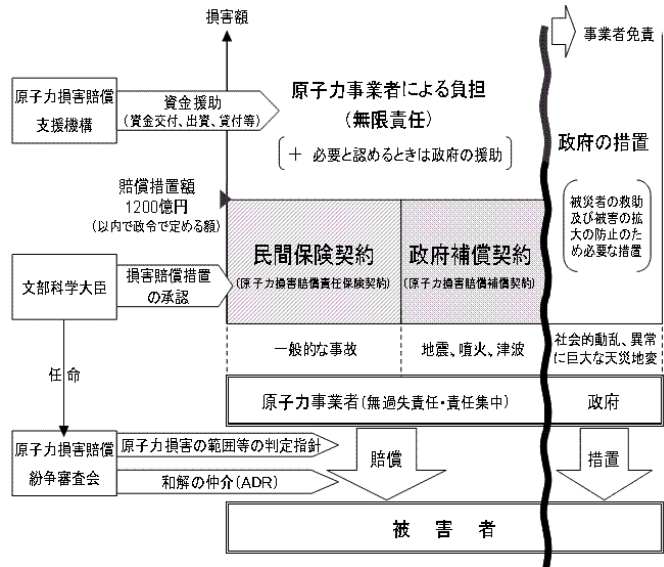 損害額
事業者免責
原子力損害賠償
支援機構
資金援助
(資金交付、出資、貸付等)
原子力事業者による負担
(無限責任)
+ 必要と認めるときは政府の援助
政府の措置
被災者の救助
及び被害の拡
大の防止のため
必要な措置
賠償措置額
1200億円
(以内で政令で定める額)
民間保険契約
(原子力損害賠償責任保険契約)
政府補償契約
(原子力損害賠償補償契約)
文部科学大臣
損害賠償措置
の承認
一般的な事故
地震、噴火、津波
社会的動乱、異常
に巨大な天災地変
任命
原子力事業者(無過失責任・責任集中)
政府
原子力損害賠償
紛争審査会
原子力損害の範囲等の判定指針
和解の仲介(ADR)
賠償
措置
被害者